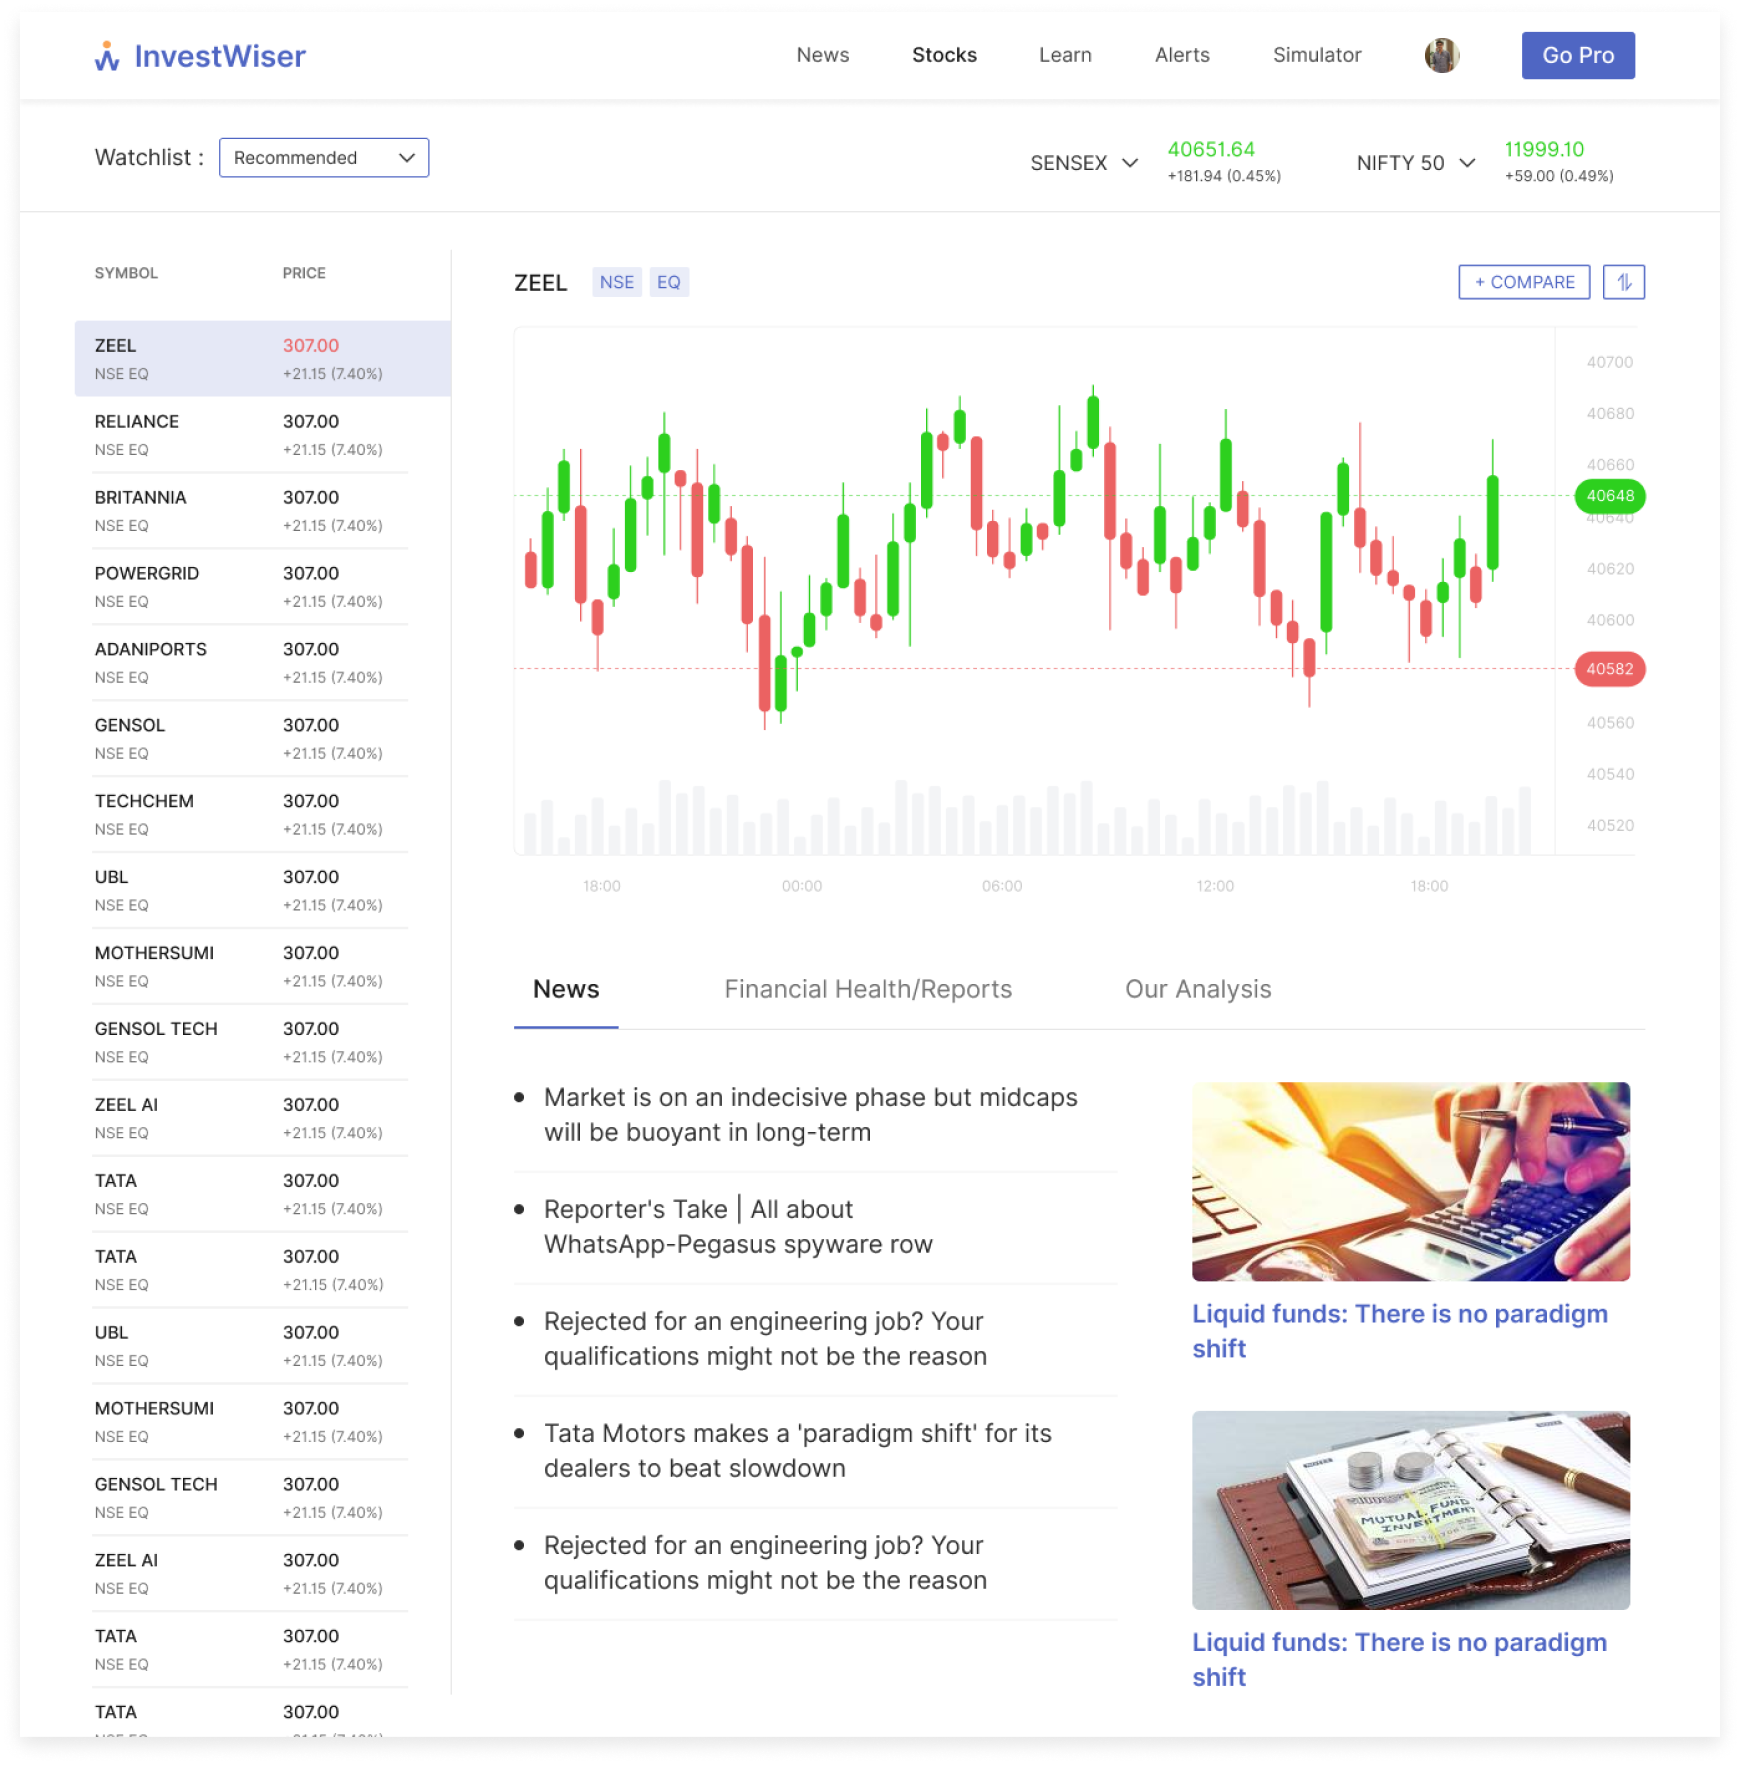 InvestWiser
News
Stocks
Learn
Alerts
Simulator
Go Pro
Watchlist :
Recommended
SENSEX
40651.64
+181.94 (0.45%)
NIFTY 50
11999.10
+59.00 (0.49%)
SYMBOL PRICE
ZEEL 307.00
NSE EQ +21.15 (7.40%)
RELIANCE 307.00
NSE EQ +21.15 (7.40%)
BRITANNIA 307.00
NSE EQ +21.15 (7.40%)
POWERGRID 307.00
NSE EQ +21.15 (7.40%)
ADANIPORTS 307.00
NSE EQ +21.15 (7.40%)
GENSOL 307.00
NSE EQ +21.15 (7.40%)
TECHCHEM 307.00
NSE EQ +21.15 (7.40%)
UBL 307.00
NSE EQ +21.15 (7.40%)
MOTHERSUMI 307.00
NSE EQ +21.15 (7.40%)
GENSOL TECH 307.00
NSE EQ +21.15 (7.40%)
ZEEL AI 307.00
NSE EQ +21.15 (7.40%)
TATA 307.00
NSE EQ +21.15 (7.40%)
TATA 307.00
NSE EQ +21.15 (7.40%)
UBL 307.00
NSE EQ +21.15 (7.40%)
MOTHERSUMI 307.00
NSE EQ +21.15 (7.40%)
GENSOL TECH 307.00
NSE EQ +21.15 (7.40%)
ZEEL AI 307.00
NSE EQ +21.15 (7.40%)
TATA 307.00
NSE EQ +21.15 (7.40%)
TATA 307.00
ZEEL NSE EQ
+ COMPARE
40700
40680
40660
40648
40640
40620
40600
40582
40560
40540
40520
18:00 00:00 06:00 12:00 18:00
News
Financial Health/Reports
Our Analysis
Market is on an indecisive phase but midcaps
will be buoyant in long-term
Reporter's Take | All about
WhatsApp-Pegasus spyware row
Rejected for an engineering job? Your
qualifications might not be the reason
Tata Motors makes a 'paradigm shift' for its
dealers to beat slowdown
Rejected for an engineering job? Your
qualifications might not be the reason
Liquid funds: There is no paradigm
shift
NOTES
NOTES
MUTUAL FUND
INVESTMENT
Liquid funds: There is no paradigm
shift